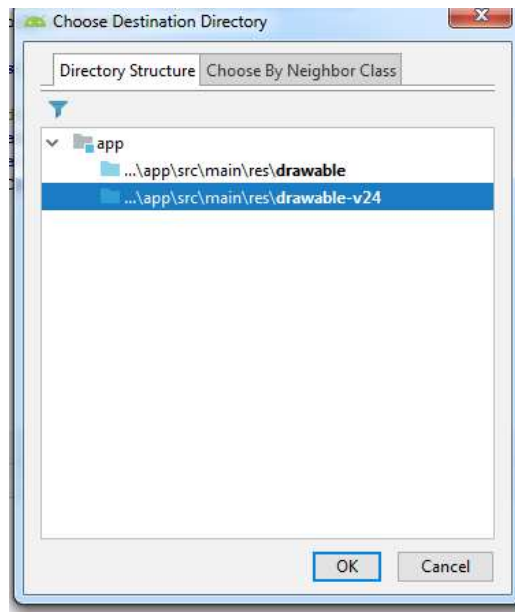 Choose Destination Directory
Directory Structure Choose By Neighbor Class
app
...\app\src\main\res\drawable
...\app\src\main\res\drawable-v24
OK Cancel